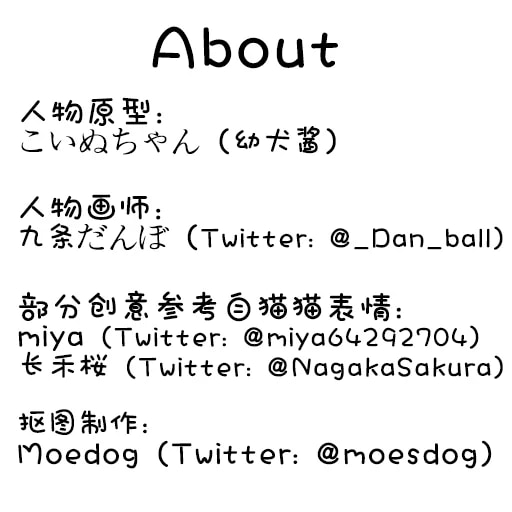 About
人物原型:
こいぬちゃん (幼犬酱)
人物画师:
九条だんぼ (Twitter: @_Dan_ball)
部分创意参考自猫猫表情:
miya (Twitter: @miya64292704)
长禾桜 (Twitter: @NagakaSakura)
抠图制作:
Moedog (Twitter: @moesdog)